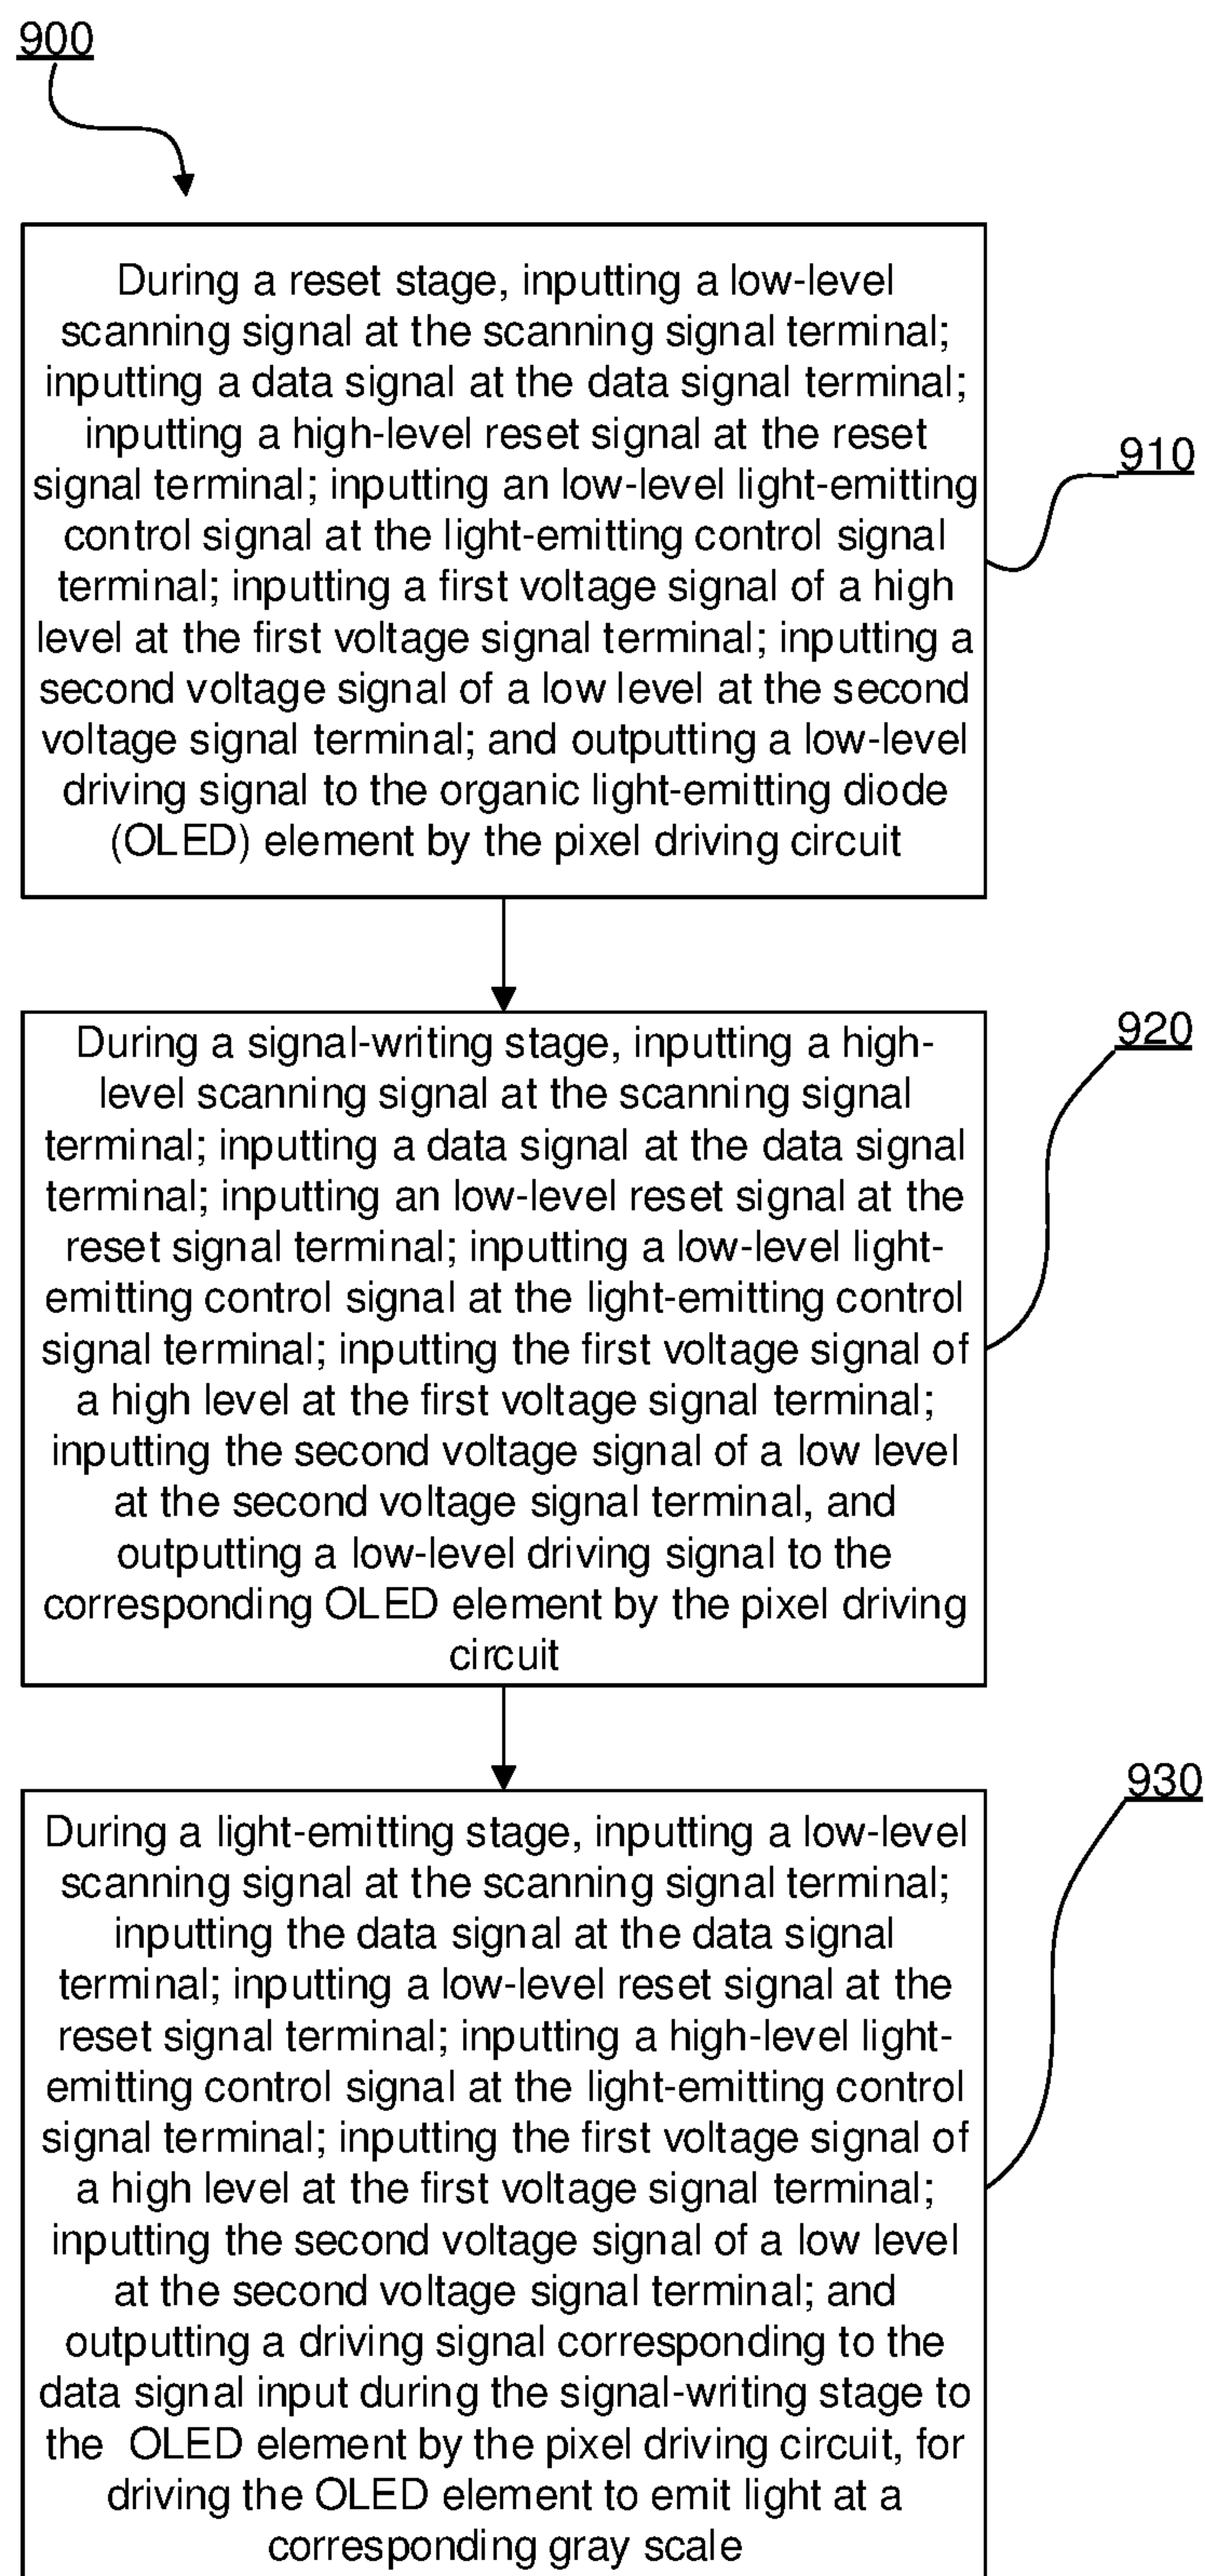 900
During a reset stage, inputting a low-level
scanning signal at the scanning signal terminal;
inputting a data signal at the data signal terminal;
inputting a high-level reset signal at the reset
signal terminal; inputting an low-level light-emitting
control signal at the light-emitting control signal
terminal; inputting a first voltage signal of a high
level at the first voltage signal terminal; inputting a
second voltage signal of a low level at the second
voltage signal terminal; and outputting a low-level
driving signal to the organic light-emitting diode
(OLED) element by the pixel driving circuit
910
During a signal-writing stage, inputting a high-
level scanning signal at the scanning signal
terminal; inputting a data signal at the data signal
terminal; inputting an low-level reset signal at the
reset signal terminal; inputting a low-level light-
emitting control signal at the light-emitting control
signal terminal; inputting the first voltage signal of
a high level at the first voltage signal terminal;
inputting the second voltage signal of a low level
at the second voltage signal terminal, and
outputting a low-level driving signal to the
corresponding OLED element by the pixel driving
circuit
920
During a light-emitting stage, inputting a low-level
scanning signal at the scanning signal terminal;
inputting the data signal at the data signal
terminal; inputting a low-level reset signal at the
reset signal terminal; inputting a high-level light-
emitting control signal at the light-emitting control
signal terminal; inputting the first voltage signal of
a high level at the first voltage signal terminal;
inputting the second voltage signal of a low level
at the second voltage signal terminal; and
outputting a driving signal corresponding to the
data signal input during the signal-writing stage to
the OLED element by the pixel driving circuit, for
driving the OLED element to emit light at a
corresponding gray scale
930